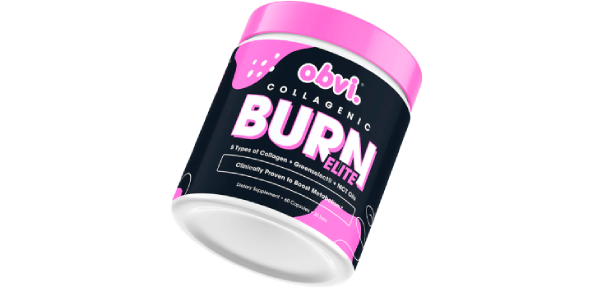 obvi.
COLLAGENIC
BURN
ELITE
5 Types of Collagen + Greenselect® + MCT Oils
Clinically Proven to Boost Metabolism*
Dietary Supplement • 60 Capsules •